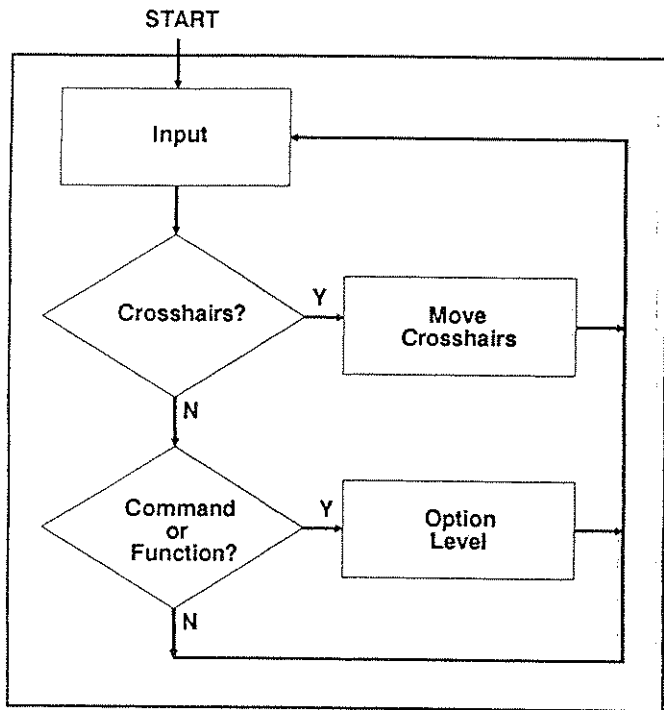 START
Input
Crosshairs?
Y
Move
Crosshairs
N
Command
or
Function?
Y
Option
Level
N